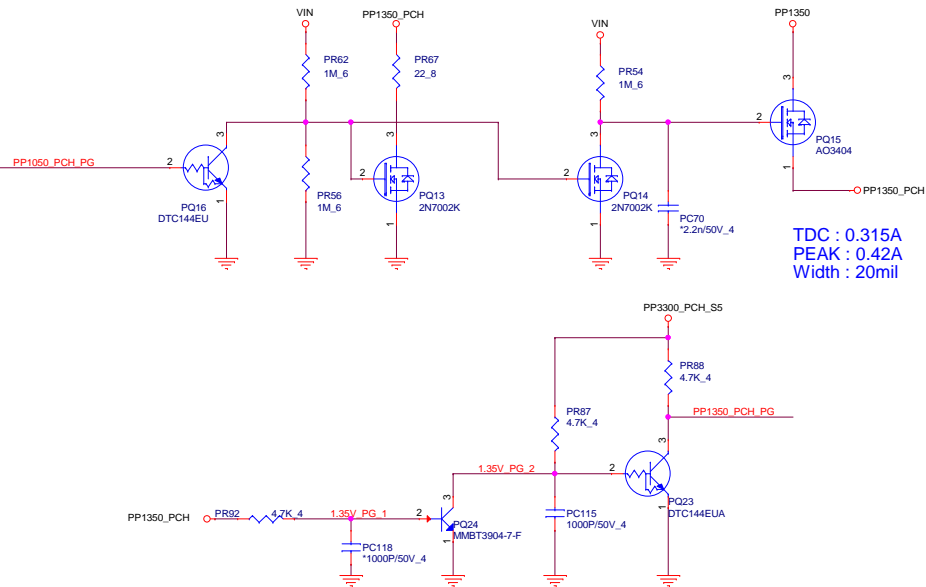 VIN
PP1350_PCH
VIN
PP1350
PR62
1M_6
PR67
22_8
PR54
1M_6
3
3
3
3
PP1050_PCH_PG
2
2
2
2
PQ15
AO3404
1
PP1350_PCH
PR56
1M_6
PQ13
2N7002K
PQ14
2N7002K
1
PQ16
DTC144EU
1
1
PC70
*2.2n/50V_4
TDC : 0.315A
PEAK : 0.42A
Width : 20mil
PP3300_PCH_S5
PR88
4.7K_4
PR87
4.7K_4
PP1350_PCH_PG
3
1.35V_PG_2
2
3
PQ23
DTC144EUA
1
PP1350_PCH
PR92
4.7K_4
1.35V_PG_1
2
PQ24
MMBT3904-7-F
1
PC115
1000P/50V_4
PC118
*1000P/50V_4